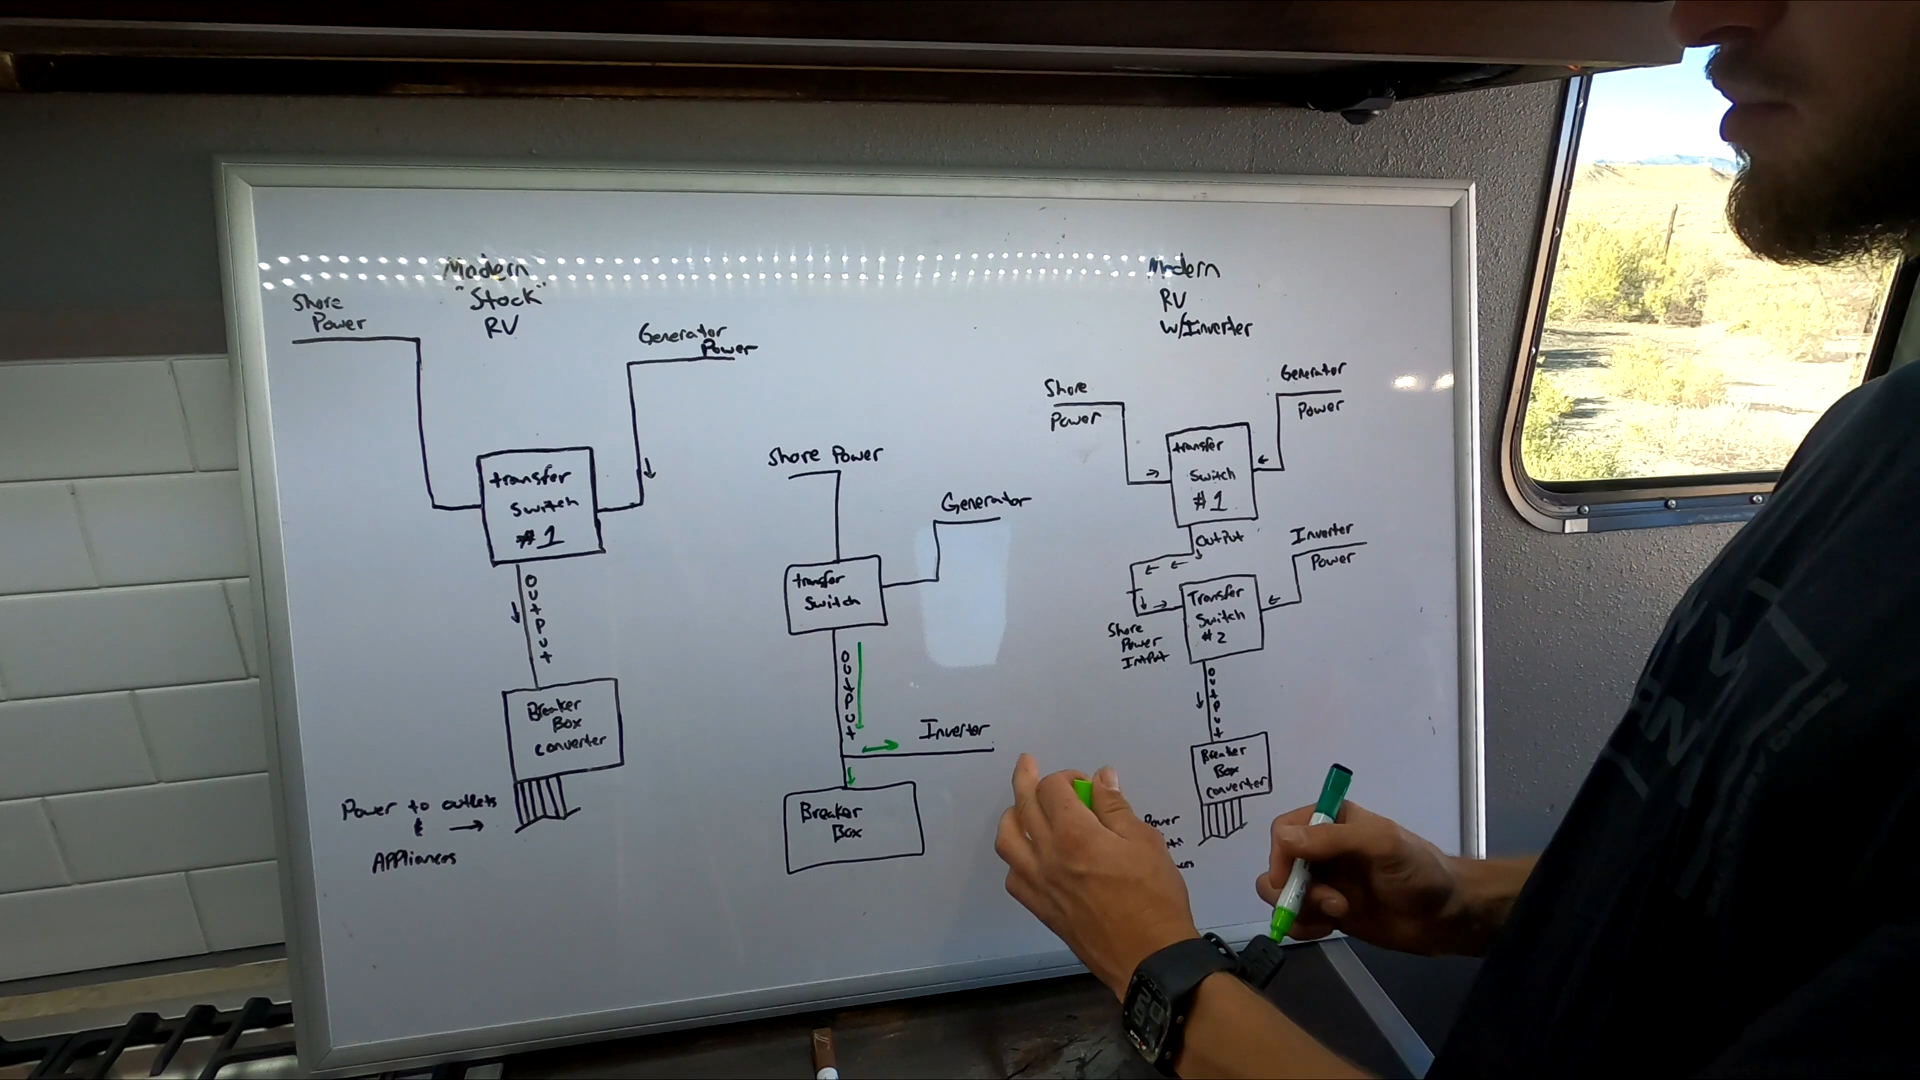 Modern
"Stock"
RV
Shore
Power
Generator
Power
transfer
Switch
#1
output
Breaker
Box
converter
Power to outlets
&
Appliances
Shore Power
Generator
transfer
Switch
output
Inverter
Breaker
Box
Modern
RV
w/Inverter
Shore
Power
Generator
Power
transfer
Switch
#1
Output
Inverter
Power
Transfer
Switch
#2
Shore
Power
Intput
output
Breaker
Box
converter
Power